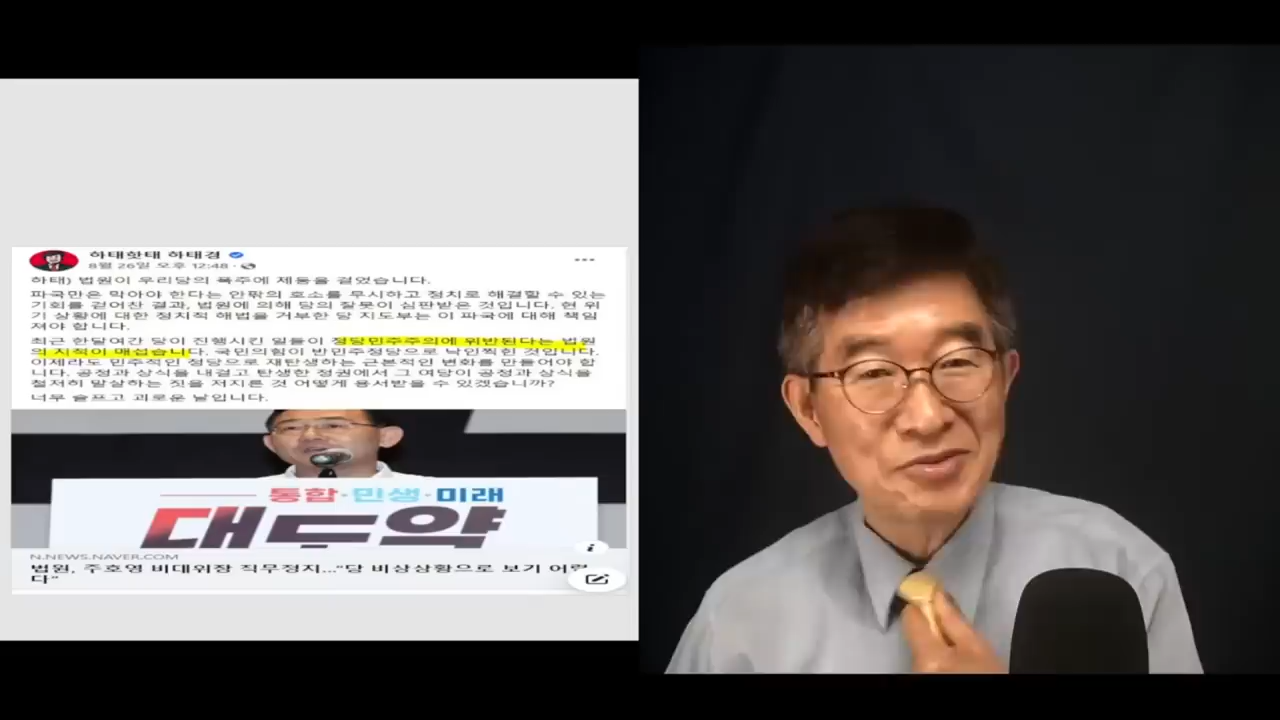 하태핫태 하태경
8월 26일 오후 12:48 ·
하태) 법원이 우리당의 폭주에 제동을 걸었습니다.
파국만은 막아야 한다는 안팎의 호소를 무시하고 정치로 해결할 수 있는
기회를 걷어찬 결과, 법원에 의해 당의 잘못이 심판받은 것입니다. 현 위
기 상황에 대한 정치적 해법을 거부한 당 지도부는 이 파국에 대해 책임
져야 합니다.
최근 한달여간 당이 진행시킨 일들이 정당민주주의에 위반된다는 법원
의 지적이 매섭습니다. 국민의힘이 반민주정당으로 낙인찍힌 것입니다.
이제라도 민주적인 정당으로 재탄생하는 근본적인 변화를 만들어야 합
니다. 공정과 상식을 내걸고 탄생한 정권에서 그 여당이 공정과 상식을
철저히 말살하는 짓을 저지른 것 어떻게 용서받을 수 있겠습니까?
너무 슬프고 괴로운 날입니다.
통합·민생·미래
대도약
N.NEWS.NAVER.COM
법원, 주호영 비대위장 직무정지..."당 비상상황으로 보기 어렵
다"